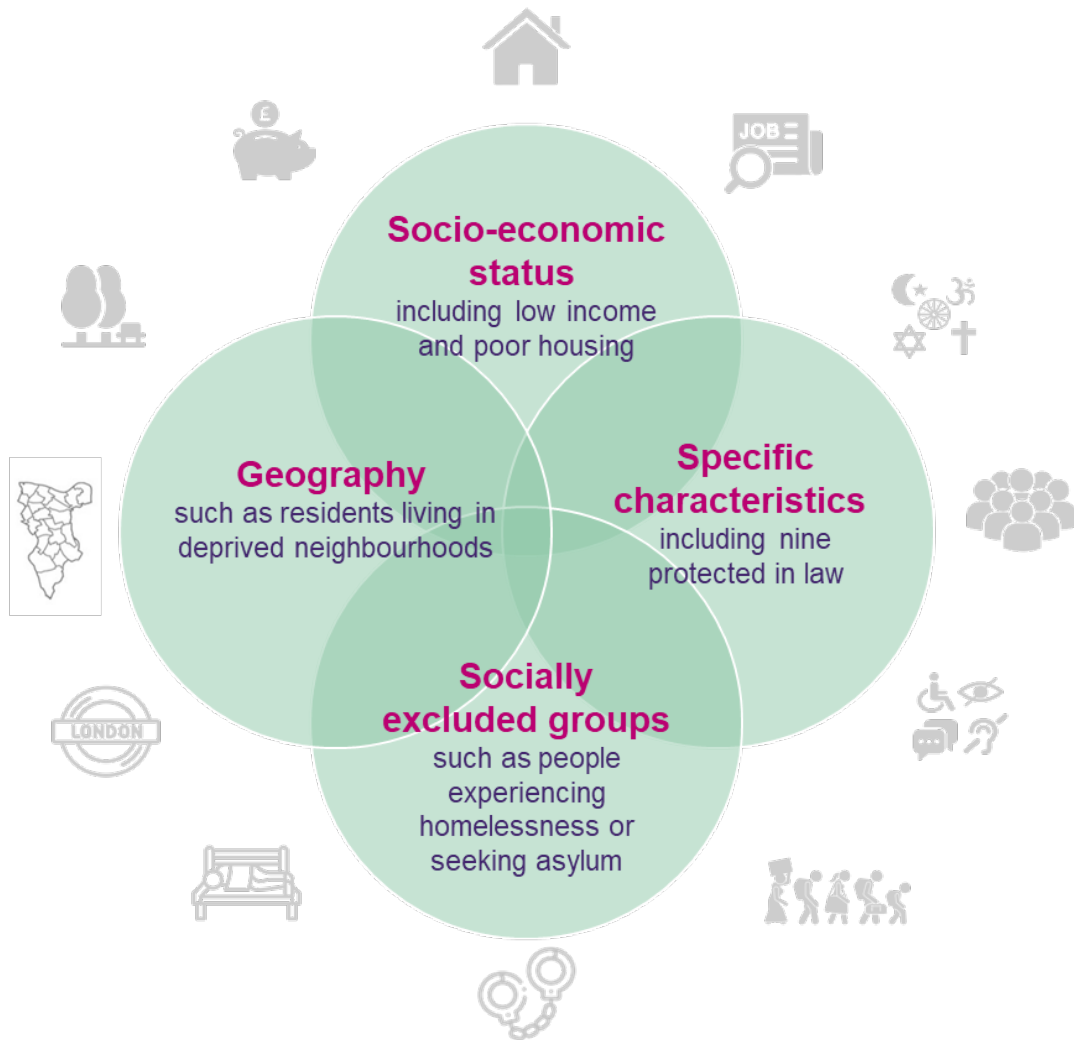 £
JOB
Socio-economic
status
including low income
and poor housing
Geography
such as residents living in
deprived neighbourhoods
Specific
characteristics
including nine
protected in law
LONDON
Socially
excluded groups
such as people
experiencing
homelessness or
seeking asylum